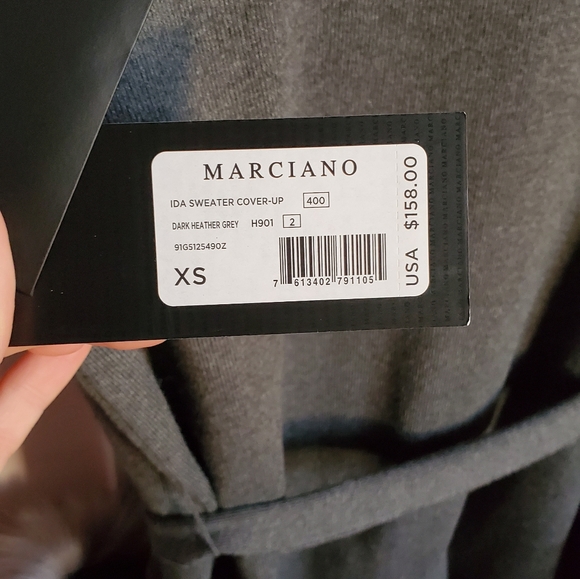 MARCIANO
IDA SWEATER COVER-UP 400
DARK HEATHER GREY H901 2
91G5125490Z
XS
7 613402 791105
USA $158.00